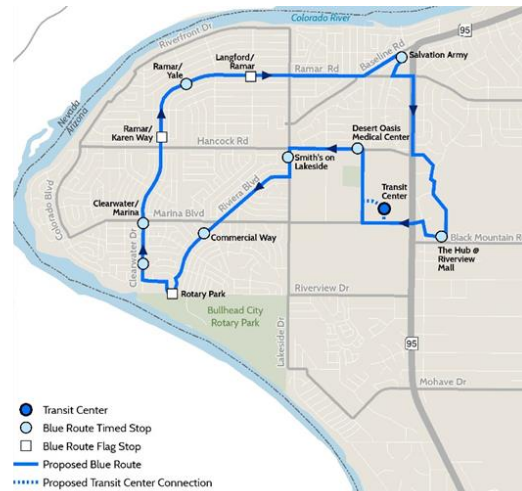 Colorado River
Riverfront Dr
95
Langford/
Ramar
Baseline Rd
Salvation Army
Ramar/
Yale
Ramar Rd
Nevada
Arizona
Ramar/
Karen Way
Hancock Rd
Desert Oasis
Medical Center
Smith's on
Lakeside
Transit
Center
Colorado Blvd
Clearwater/
Marina
Marina Blvd
Riviera Blvd
Commercial Way
Black Mountain R
The Hub @
Riverview
Mall
Clearwater Dr
Rotary Park
Riverview Dr
Bullhead City
Rotary Park
Lakeside Dr
95
Mohave Dr
Transit Center
Blue Route Timed Stop
Blue Route Flag Stop
Proposed Blue Route
Proposed Transit Center Connection